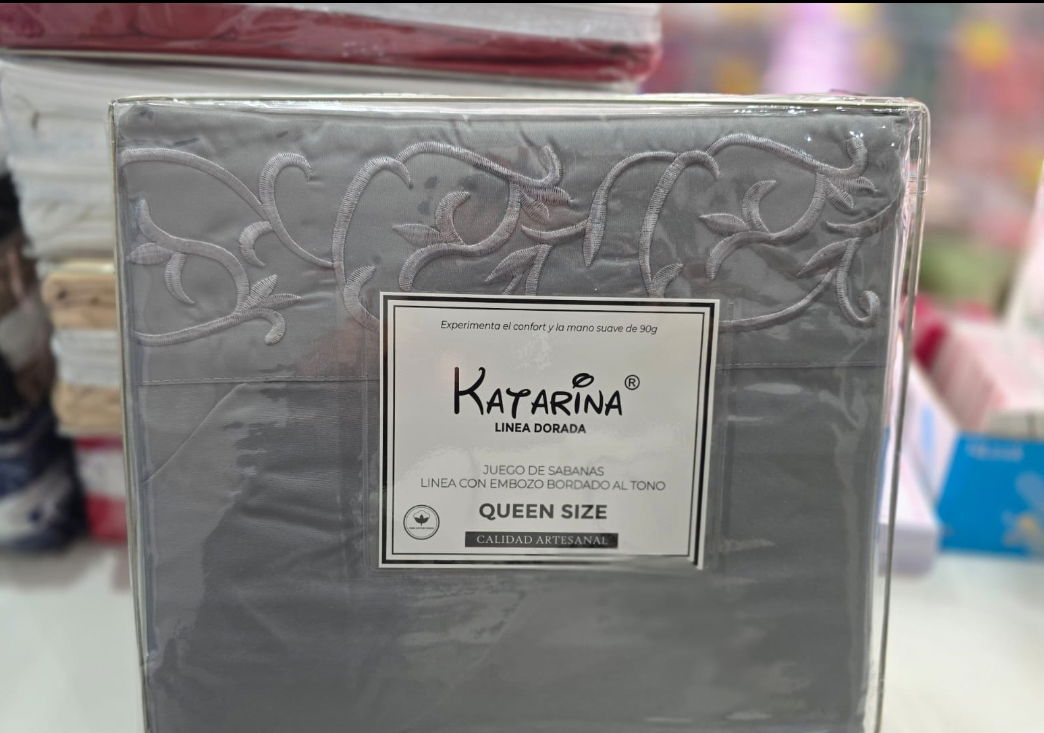 Experimenta el confort y la mano suave de 90g
KATARINA®
LINEA DORADA
JUEGO DE SABANAS
LINEA CON EMBOZO BORDADO AL TONO
QUEEN SIZE
CALIDAD ARTESANAL